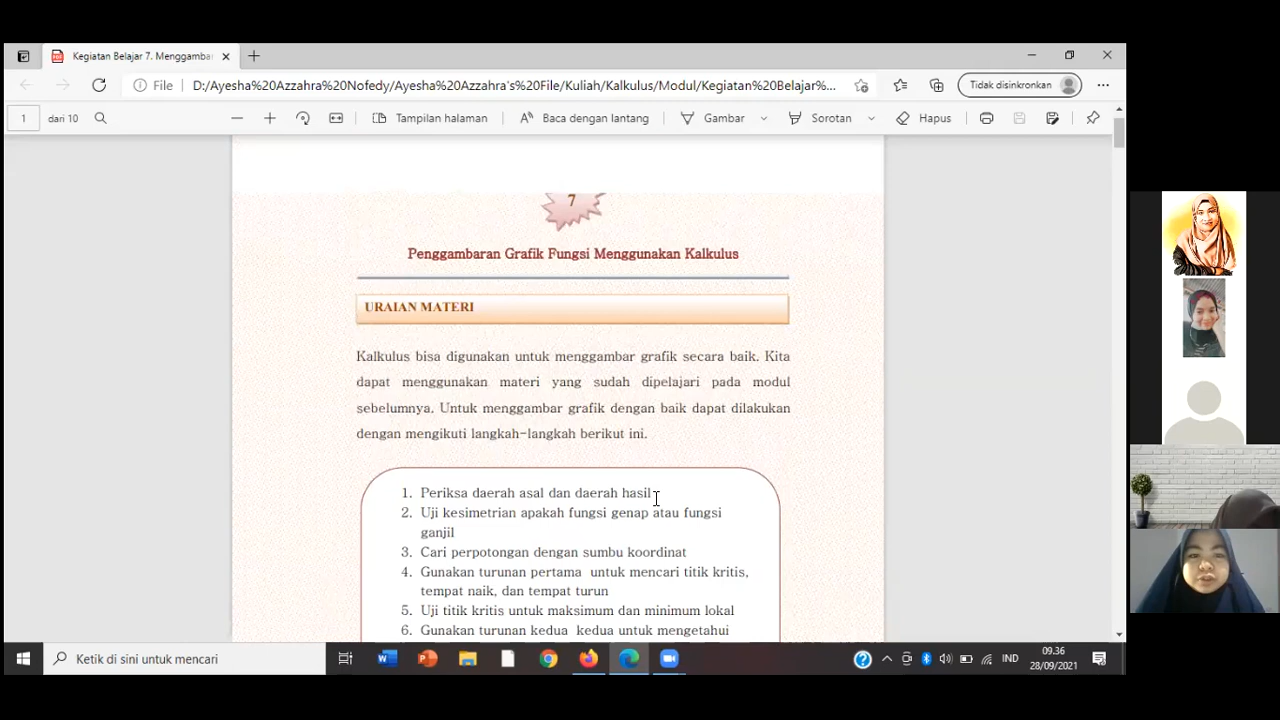 Kegiatan Belajar 7. Menggamba
File
D:/Ayesha%20Azzahra%20Nofedy/Ayesha%20Azzahra's%20File/Kuliah/Kalkulus/Modul/Kegiatan%20Belajar%...
Tidak disinkronkan
1 dari 10
Tampilan halaman
Baca dengan lantang
Gambar
Sorotan
Hapus
7
Penggambaran Grafik Fungsi Menggunakan Kalkulus
URAIAN MATERI
Kalkulus bisa digunakan untuk menggambar grafik secara baik. Kita
dapat menggunakan materi yang sudah dipelajari pada modul
sebelumnya. Untuk menggambar grafik dengan baik dapat dilakukan
dengan mengikuti langkah-langkah berikut ini.
1. Periksa daerah asal dan daerah hasil
2. Uji kesimetrian apakah fungsi genap atau fungsi
ganjil
3. Cari perpotongan dengan sumbu koordinat
4. Gunakan turunan pertama untuk mencari titik kritis,
tempat naik, dan tempat turun
5. Uji titik kritis untuk maksimum dan minimum lokal
6. Gunakan turunan kedua kedua untuk mengetahui
Ketik di sini untuk mencari
IND
09.36
28/09/2021